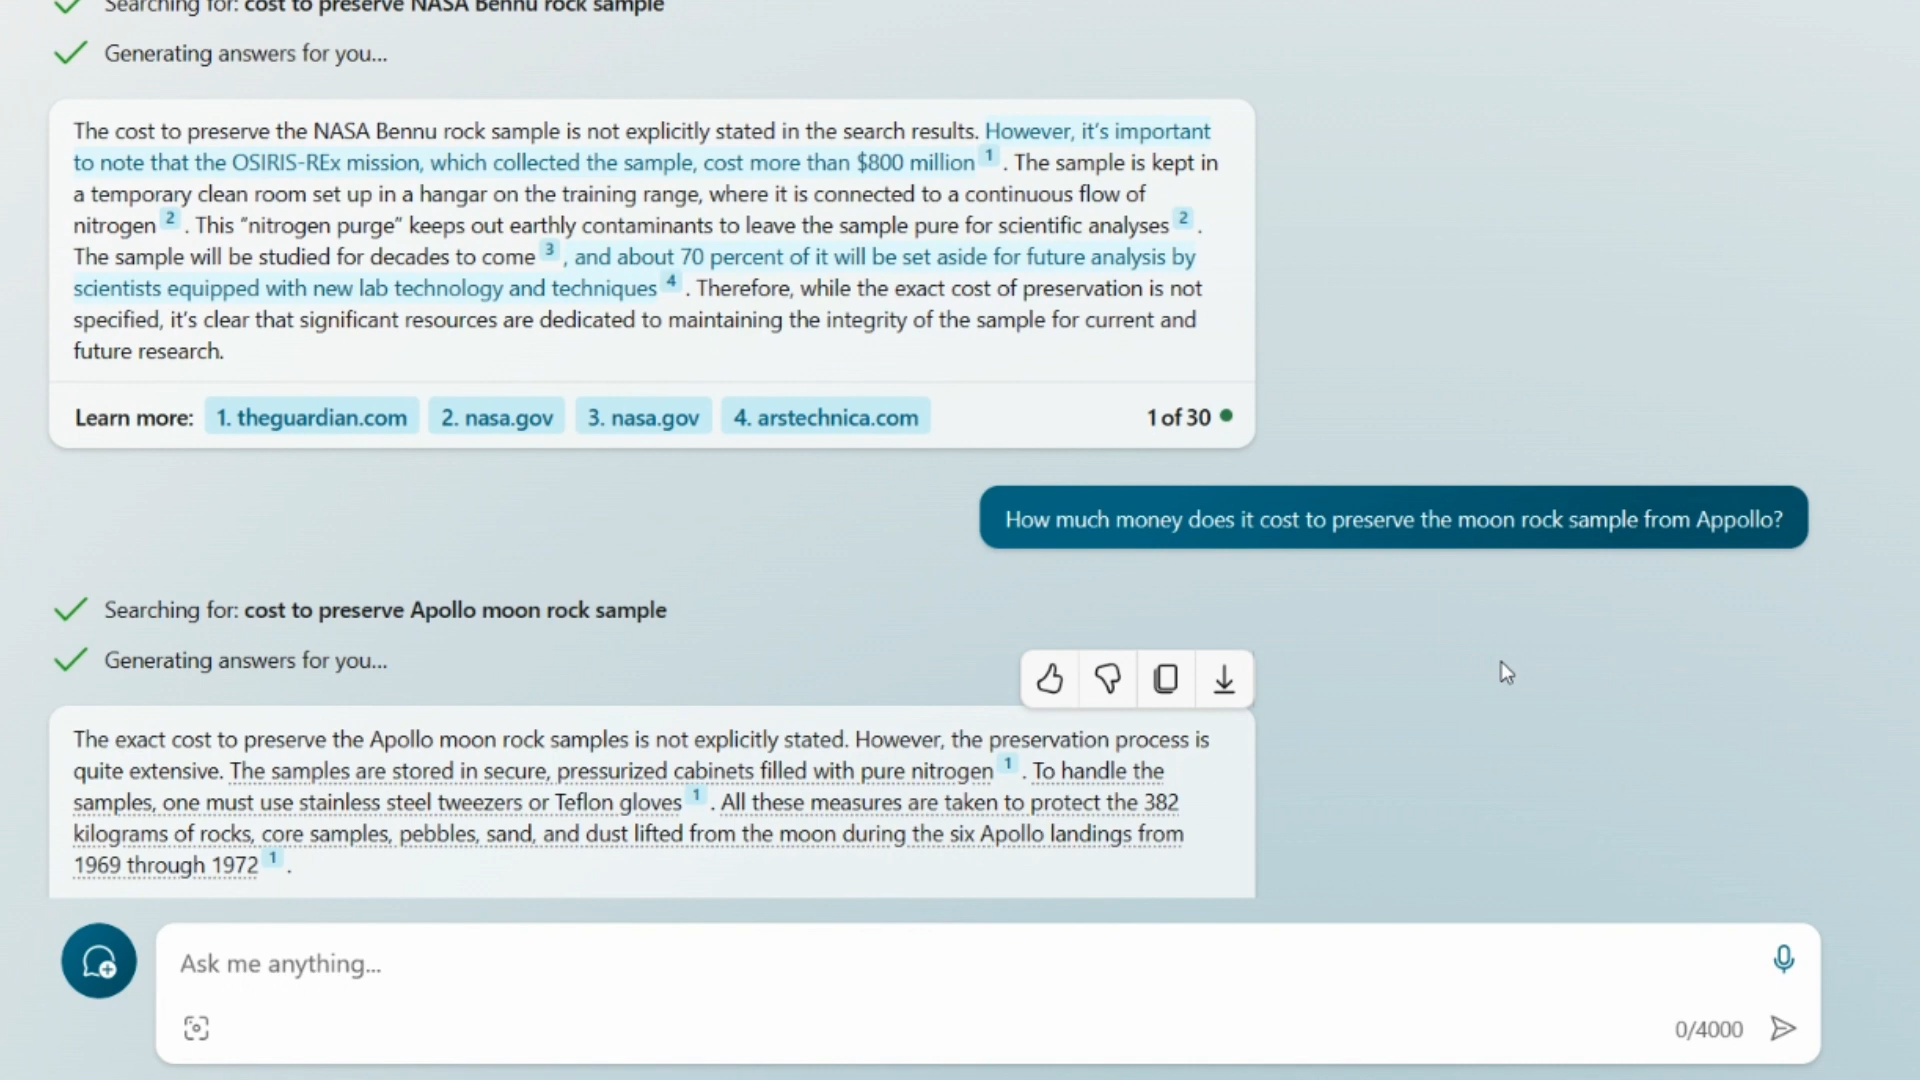 Searching for: cost to preserve NASA Bennu rock sample
Generating answers for you...
The cost to preserve the NASA Bennu rock sample is not explicitly stated in the search results. However, it's important
to note that the OSIRIS-REx mission, which collected the sample, cost more than $800 million 1 . The sample is kept in
a temporary clean room set up in a hangar on the training range, where it is connected to a continuous flow of
nitrogen 2 . This “nitrogen purge” keeps out earthly contaminants to leave the sample pure for scientific analyses 2 .
The sample will be studied for decades to come 3 , and about 70 percent of it will be set aside for future analysis by
scientists equipped with new lab technology and techniques 4 . Therefore, while the exact cost of preservation is not
specified, it's clear that significant resources are dedicated to maintaining the integrity of the sample for current and
future research.
Learn more: 1. theguardian.com 2. nasa.gov 3. nasa.gov 4. arstechnica.com 1 of 30
How much money does it cost to preserve the moon rock sample from Appollo?
Searching for: cost to preserve Apollo moon rock sample
Generating answers for you...
The exact cost to preserve the Apollo moon rock samples is not explicitly stated. However, the preservation process is
quite extensive. The samples are stored in secure, pressurized cabinets filled with pure nitrogen 1 . To handle the
samples, one must use stainless steel tweezers or Teflon gloves 1 . All these measures are taken to protect the 382
kilograms of rocks, core samples, pebbles, sand, and dust lifted from the moon during the six Apollo landings from
1969 through 1972 1 .
Ask me anything...
0/4000